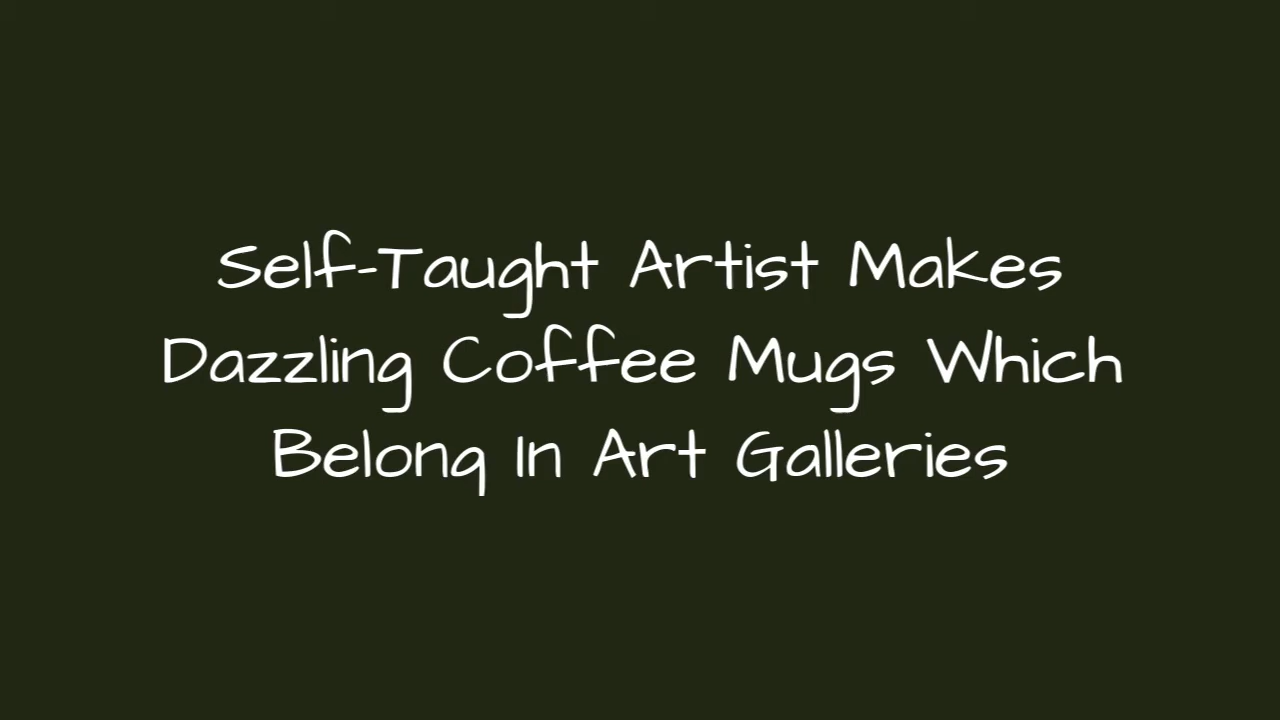 Self-Taught Artist Makes
Dazzling Coffee Mugs Which
Belong In Art Galleries